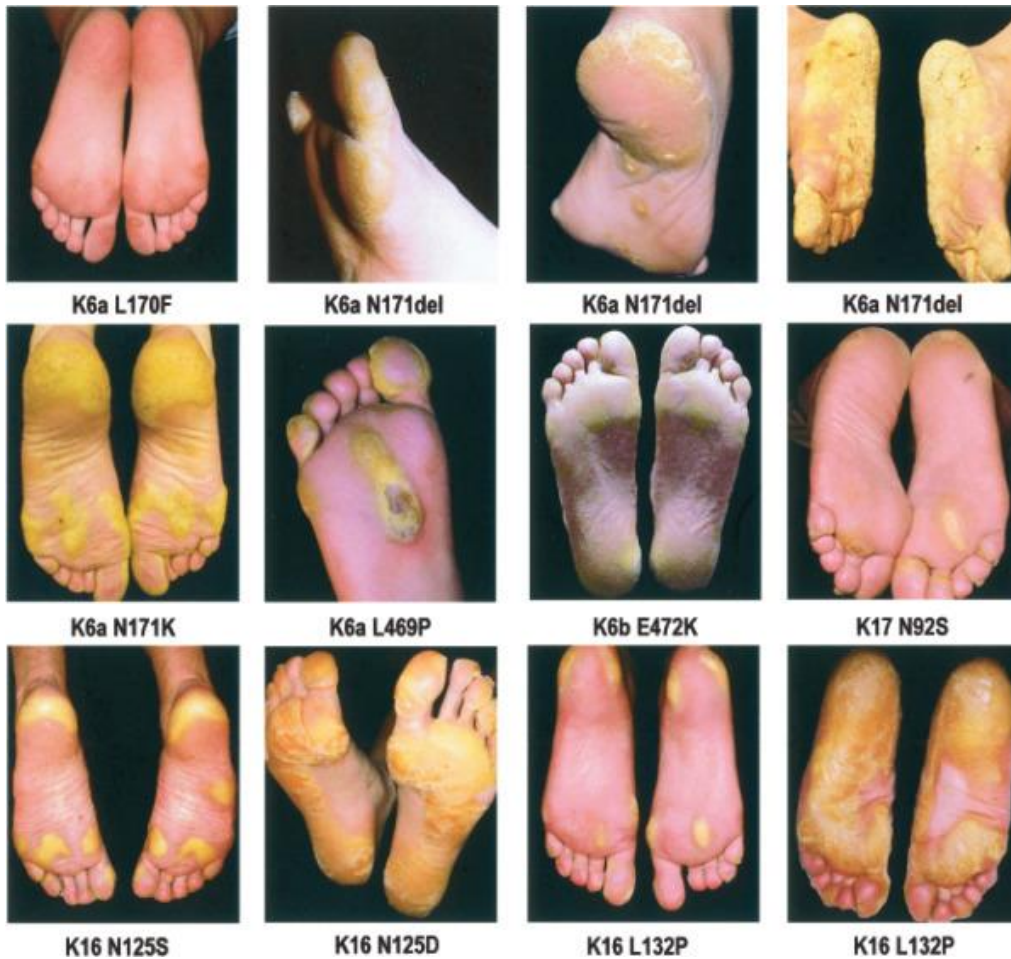 K6a L170F
K6a N171del
K6a N171del
K6a N171del
K6a N171K
K6a L469P
K6b E472K
K17 N92S
K16 N125S
K16 N125D
K16 L132P
K16 L132P